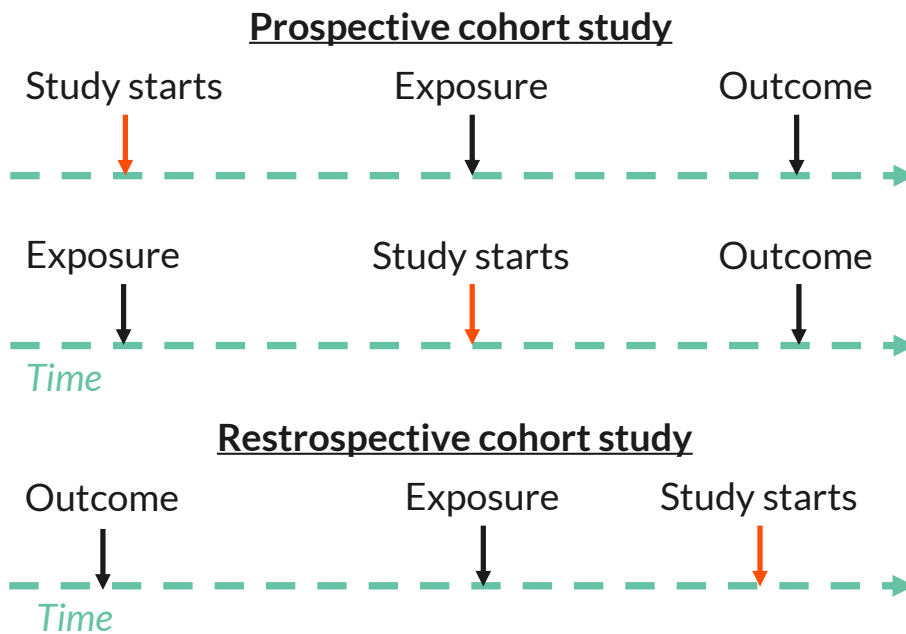 Prospective cohort study
Study starts Exposure Outcome
Exposure Study starts Outcome
Time
Restrospective cohort study
Outcome Exposure Study starts
Time